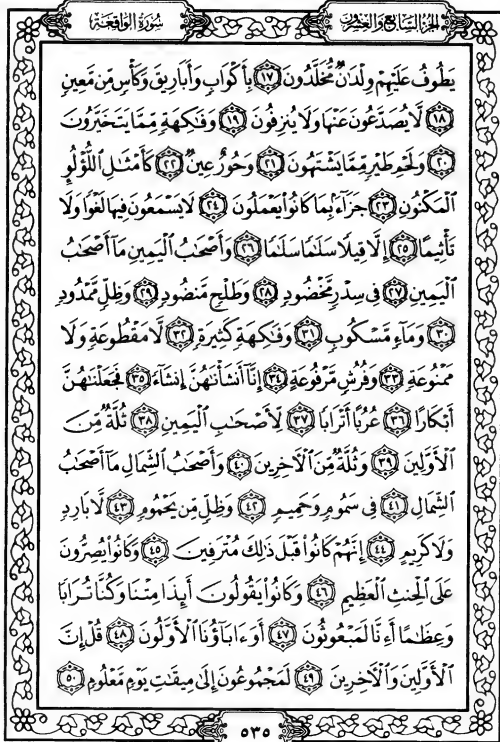 الجزء السابع والعشرون
سورة الواقعة
يَطُوفُ عَلَيْهِمْ وِلْدَٰنٌ مُّخَلَّدُونَ ١٧ بِأَكْوَابٍ وَأَبَارِيقَ وَكَأْسٍ مِّن مَّعِينٍ
١٨ لَّا يُصَدَّعُونَ عَنْهَا وَلَا يُنزِفُونَ ١٩ وَفَٰكِهَةٍ مِّمَّا يَتَخَيَّرُونَ
٢٠ وَلَحْمِ طَيْرٍ مِّمَّا يَشْتَهُونَ ٢١ وَحُورٌ عِينٌ ٢٢ كَأَمْثَٰلِ ٱللُّؤْلُؤِ
ٱلْمَكْنُونِ ٢٣ جَزَآءًۢ بِمَا كَانُوا۟ يَعْمَلُونَ ٢٤ لَا يَسْمَعُونَ فِيهَا لَغْوًا وَلَا
تَأْثِيمًا ٢٥ إِلَّا قِيلًا سَلَٰمًا سَلَٰمًا ٢٦ وَأَصْحَٰبُ ٱلْيَمِينِ مَآ أَصْحَٰبُ
ٱلْيَمِينِ ٢٧ فِى سِدْرٍ مَّخْضُودٍ ٢٨ وَطَلْحٍ مَّنضُودٍ ٢٩ وَظِلٍّ مَّمْدُودٍ
٣٠ وَمَآءٍ مَّسْكُوبٍ ٣١ وَفَٰكِهَةٍ كَثِيرَةٍ ٣٢ لَّا مَقْطُوعَةٍ وَلَا
مَمْنُوعَةٍ ٣٣ وَفُرُشٍ مَّرْفُوعَةٍ ٣٤ إِنَّآ أَنشَأْنَٰهُنَّ إِنشَآءً ٣٥ فَجَعَلْنَٰهُنَّ
أَبْكَارًا ٣٦ عُرُبًا أَتْرَابًا ٣٧ لِّأَصْحَٰبِ ٱلْيَمِينِ ٣٨ ثُلَّةٌ مِّنَ
ٱلْأَوَّلِينَ ٣٩ وَثُلَّةٌ مِّنَ ٱلْءَاخِرِينَ ٤٠ وَأَصْحَٰبُ ٱلشِّمَالِ مَآ أَصْحَٰبُ
ٱلشِّمَالِ ٤١ فِى سَمُومٍ وَحَمِيمٍ ٤٢ وَظِلٍّ مِّن يَحْمُومٍ ٤٣ لَّا بَارِدٍ
وَلَا كَرِيمٍ ٤٤ إِنَّهُمْ كَانُوا۟ قَبْلَ ذَٰلِكَ مُتْرَفِينَ ٤٥ وَكَانُوا۟ يُصِرُّونَ
عَلَى ٱلْحِنثِ ٱلْعَظِيمِ ٤٦ وَكَانُوا۟ يَقُولُونَ أَئِذَا مِتْنَا وَكُنَّا تُرَابًا
وَعِظَٰمًا أَءِنَّا لَمَبْعُوثُونَ ٤٧ أَوَءَابَآؤُنَا ٱلْأَوَّلُونَ ٤٨ قُلْ إِنَّ
ٱلْأَوَّلِينَ وَٱلْءَاخِرِينَ ٤٩ لَمَجْمُوعُونَ إِلَىٰ مِيقَٰتِ يَوْمٍ مَّعْلُومٍ ٥٠
٥٣٥